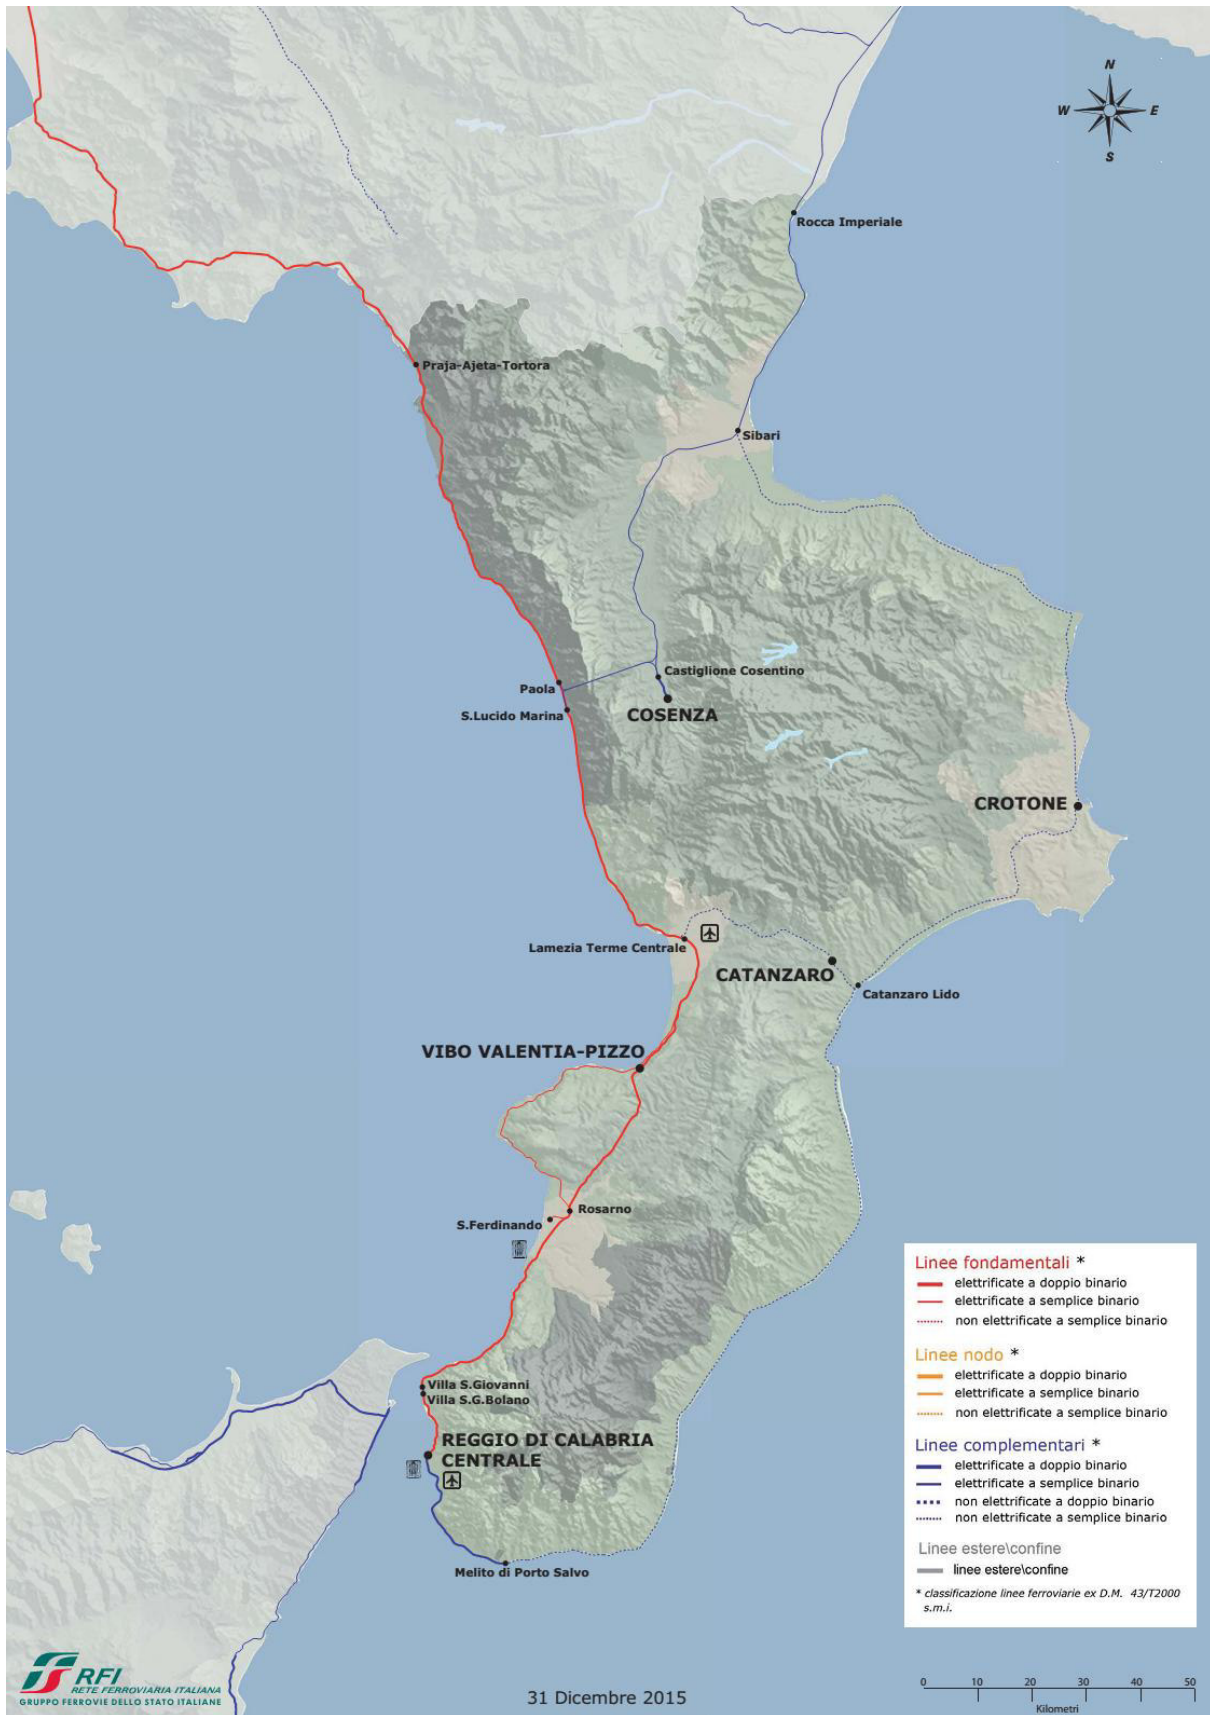 N
W
E
S
Rocca Imperiale
Praja-Ajeta-Tortora
Sibari
Castiglione Cosentino
Paola
COSENZA
S.Lucido Marina
CROTONE
Lamezia Terme Centrale
CATANZARO
Catanzaro Lido
VIBO VALENTIA-PIZZO
Rosarno
S.Ferdinando
Villa S.Giovanni
Villa S.G.Bolano
REGGIO DI CALABRIA
CENTRALE
Melito di Porto Salvo
Linee fondamentali *
elettrificate a doppio binario
elettrificate a semplice binario
non elettrificate a semplice binario
Linee nodo *
elettrificate a doppio binario
elettrificate a semplice binario
non elettrificate a semplice binario
Linee complementari *
elettrificate a doppio binario
elettrificate a semplice binario
non elettrificate a doppio binario
non elettrificate a semplice binario
Linee estere\confine
linee estere\confine
* classificazione linee ferroviarie ex D.M. 43/T2000
s.m.i.
RFI
RETE FERROVIARIA ITALIANA
GRUPPO FERROVIE DELLO STATO ITALIANE
31 Dicembre 2015
0 10 20 30 40 50
Kilometri